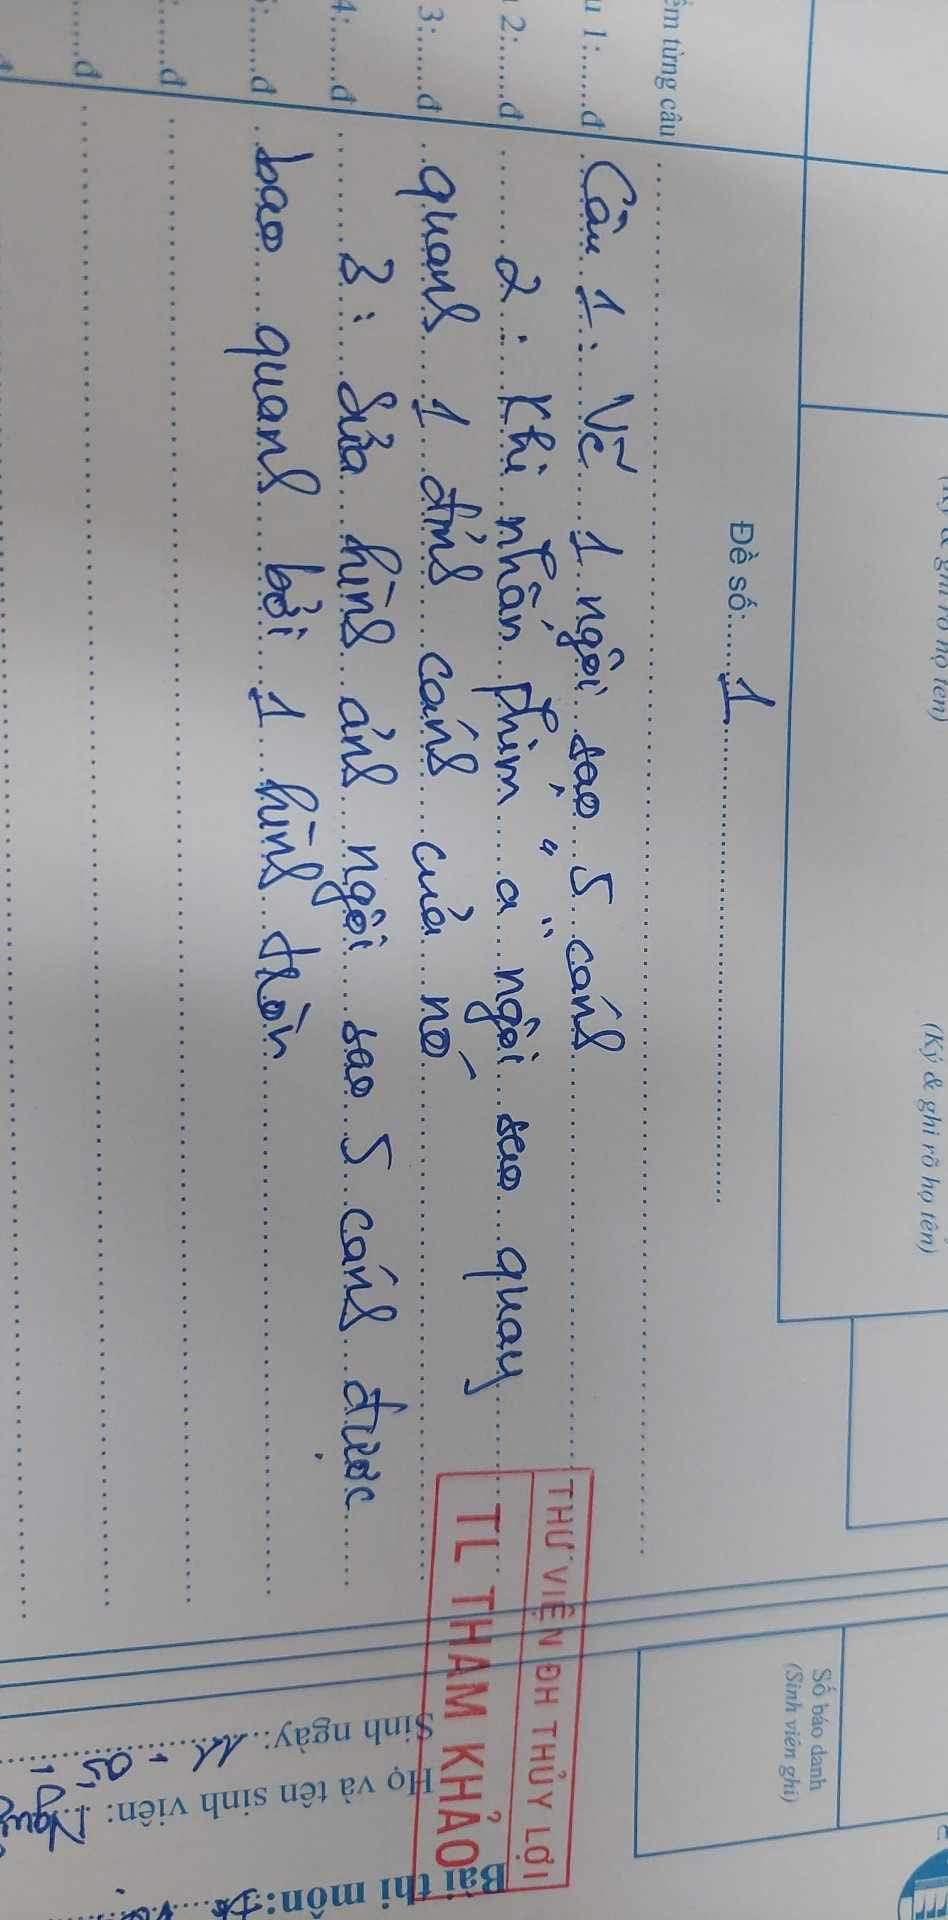 (Ký & ghi rõ họ tên)
(Ký & ghi rõ họ tên)
Số báo danh
(Sinh viên ghi)
Đề số:.....1
ểm từng câu
u 1:......đ
2:......đ
3:......đ
4:......đ
:......đ
:......đ
......đ
Câu 1: Vẽ 1 ngôi sao 5 cánh
2: Khi nhấn phím "a" ngôi sao quay
quanh 1 đỉnh cánh của nó
3: Sửa hình ảnh ngôi sao 5 cánh được
bao quanh bởi 1 hình tròn
THƯ VIỆN ĐH THỦY LỢI
TL THAM KHẢO
Bài thi môn:
Họ và tên sinh viên:
Sinh ngày: 11 - 05 -